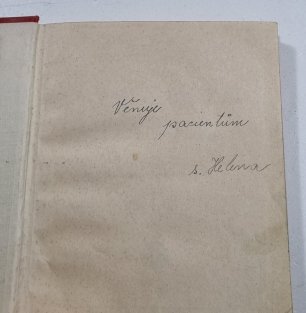 Věnuje
pacientům
s. Helena